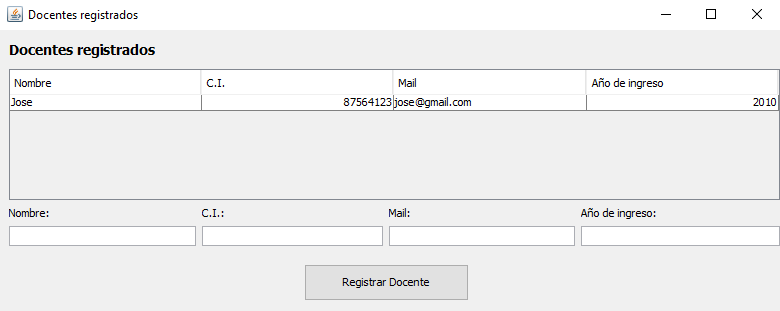 Docentes registrados
Docentes registrados
Nombre C.I. Mail Año de ingreso
Jose 87564123 jose@gmail.com 2010
Nombre: C.I.: Mail: Año de ingreso:
Registrar Docente